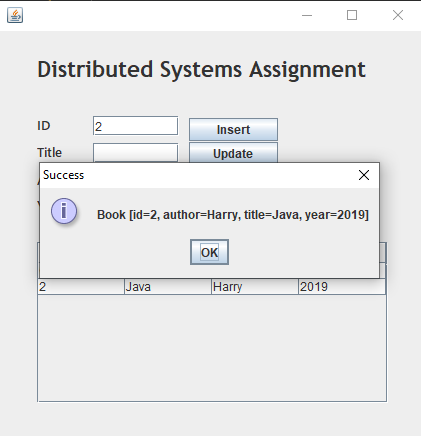 Distributed Systems Assignment
ID 2 Insert
Title Update
Success
Book [id=2, author=Harry, title=Java, year=2019]
OK
2 Java Harry 2019